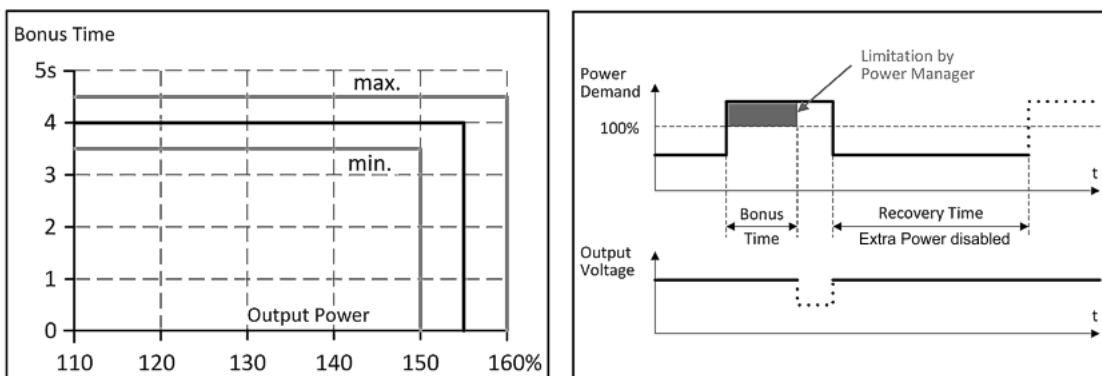 Bonus Time
5s
max.
4
3
min.
2
1
Output Power
0
110 120 130 140 150 160%
Limitation by
Power Manager
Power
Demand
100%
t
Bonus
Time
Recovery Time
Extra Power disabled
Output
Voltage
t